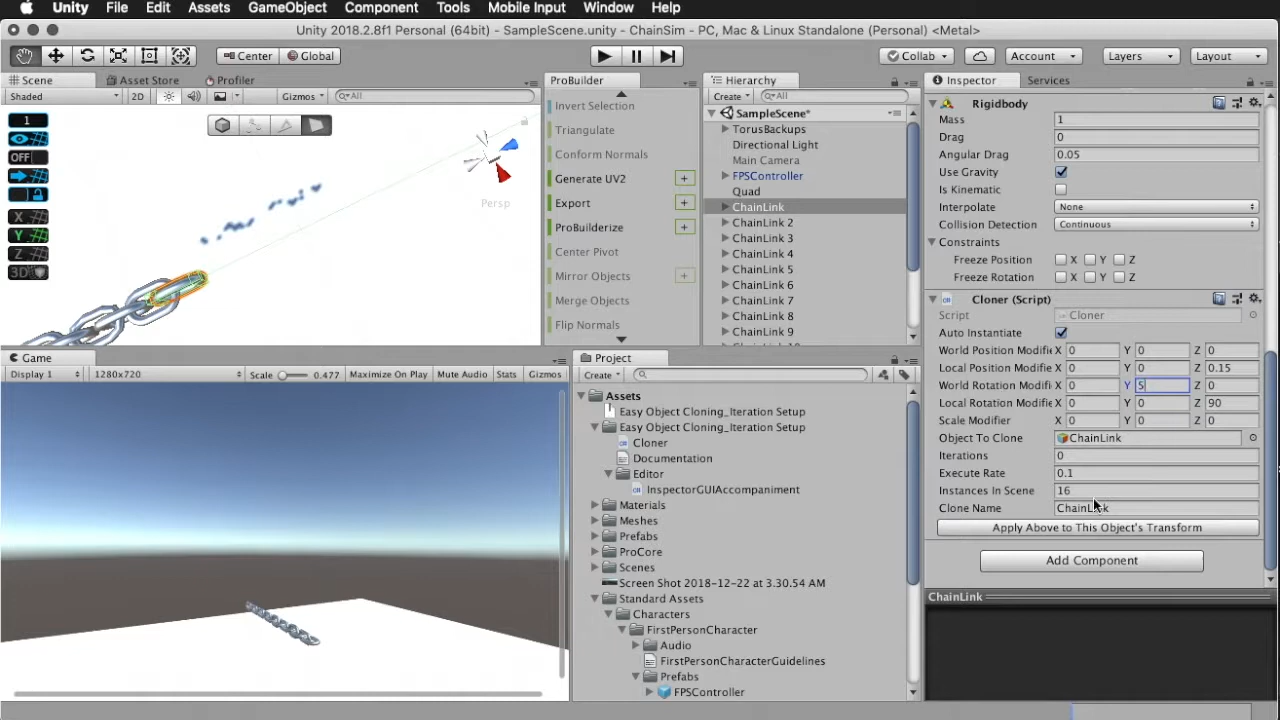 Unity File Edit Assets GameObject Component Tools Mobile Input Window Help
Unity 2018.2.8f1 Personal (64bit) - SampleScene.unity - ChainSim - PC, Mac & Linux Standalone (Personal) <Metal>
Center Global
Collab Account Layers Layout
Scene Asset Store Profiler
Shaded 2D Gizmos All
1
OFF
X
Y
Z
3D
Persp
ProBuilder
Invert Selection
Triangulate
Conform Normals
Generate UV2 +
Export +
ProBuilderize +
Center Pivot
Mirror Objects +
Merge Objects
Flip Normals
Hierarchy
Create All
SampleScene*
TorusBackups
Directional Light
Main Camera
FPSController
Quad
ChainLink
ChainLink 2
ChainLink 3
ChainLink 4
ChainLink 5
ChainLink 6
ChainLink 7
ChainLink 8
ChainLink 9
Inspector Services
Rigidbody
Mass 1
Drag 0
Angular Drag 0.05
Use Gravity
Is Kinematic
Interpolate None
Collision Detection Continuous
Constraints
Freeze Position X Y Z
Freeze Rotation X Y Z
Cloner (Script)
Script Cloner
Auto Instantiate
World Position Modifi X 0 Y 0 Z 0
Local Position Modifie X 0 Y 0 Z 0.15
World Rotation Modifi X 0 Y 5 Z 0
Local Rotation Modifie X 0 Y 0 Z 90
Scale Modifier X 0 Y 0 Z 0
Object To Clone ChainLink
Iterations 0
Execute Rate 0.1
Instances In Scene 16
Clone Name ChainLink
Apply Above to This Object's Transform
Add Component
ChainLink
Game
Display 1 1280x720 Scale 0.477 Maximize On Play Mute Audio Stats Gizmos
Project
Create
Assets
Easy Object Cloning_Iteration Setup
Easy Object Cloning_Iteration Setup
Cloner
Documentation
Editor
InspectorGUIAccompaniment
Materials
Meshes
Prefabs
ProCore
Scenes
Screen Shot 2018-12-22 at 3.30.54 AM
Standard Assets
Characters
FirstPersonCharacter
Audio
FirstPersonCharacterGuidelines
Prefabs
FPSController